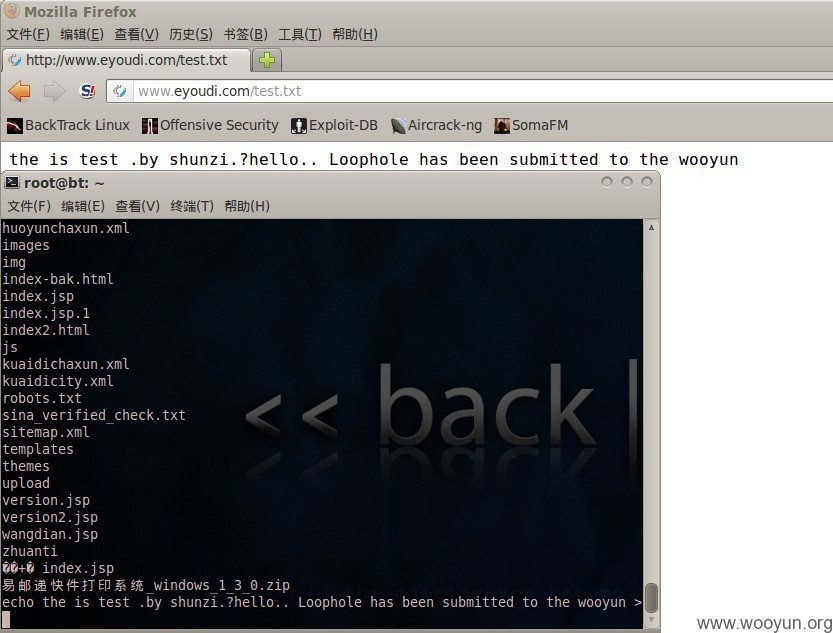 Mozilla Firefox
文件(F) 编辑(E) 查看(V) 历史(S) 书签(B) 工具(T) 帮助(H)
http://www.eyoudi.com/test.txt
S! www.eyoudi.com/test.txt
BackTrack Linux Offensive Security Exploit-DB Aircrack-ng SomaFM
the is test .by shunzi.?hello.. Loophole has been submitted to the wooyun
root@bt: ~
文件(F) 编辑(E) 查看(V) 终端(T) 帮助(H)
huoyunchaxun.xml
images
img
index-bak.html
index.jsp
index.jsp.1
index2.html
js
kuaidichaxun.xml
kuaidicity.xml
robots.txt
sina_verified_check.txt
sitemap.xml
templates
themes
upload
version.jsp
version2.jsp
wangdian.jsp
zhuanti
��+� index.jsp
易邮递快件打印系统_windows_1_3_0.zip
echo the is test .by shunzi.?hello.. Loophole has been submitted to the wooyun >
<< back |
www.wooyun.org